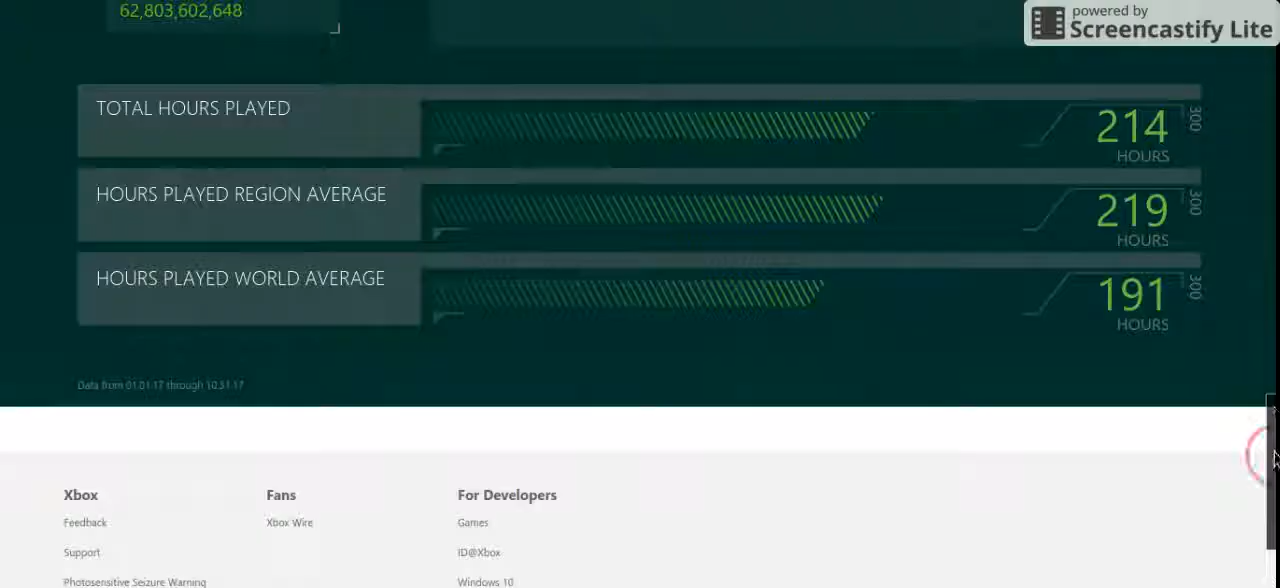 62,803,602,648
powered by
Screencastify Lite
TOTAL HOURS PLAYED
214
HOURS
300
HOURS PLAYED REGION AVERAGE
219
HOURS
300
HOURS PLAYED WORLD AVERAGE
191
HOURS
300
Data from 01.01.17 through 10.31.17
Xbox
Fans
For Developers
Feedback
Xbox Wire
Games
Support
ID@Xbox
Photosensitive Seizure Warning
Windows 10